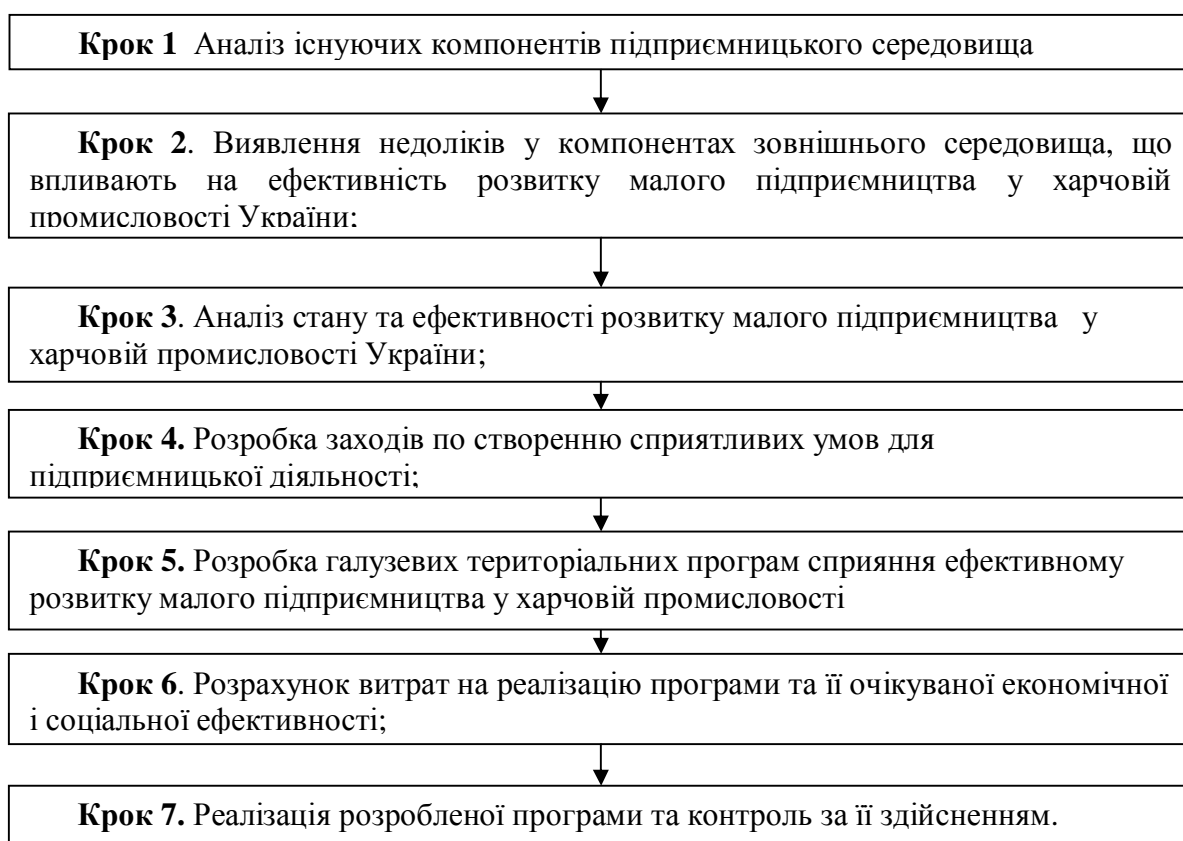 Крок 1 Аналіз існуючих компонентів підприємницького середовища
Крок 2. Виявлення недоліків у компонентах зовнішнього середовища, що
впливають на ефективність розвитку малого підприємництва у харчовій
промисловості України;
Крок 3. Аналіз стану та ефективності розвитку малого підприємництва у
харчовій промисловості України;
Крок 4. Розробка заходів по створенню сприятливих умов для
підприємницької діяльності;
Крок 5. Розробка галузевих територіальних програм сприяння ефективному
розвитку малого підприємництва у харчовій промисловості
Крок 6. Розрахунок витрат на реалізацію програми та її очікуваної економічної
і соціальної ефективності;
Крок 7. Реалізація розробленої програми та контроль за її здійсненням.